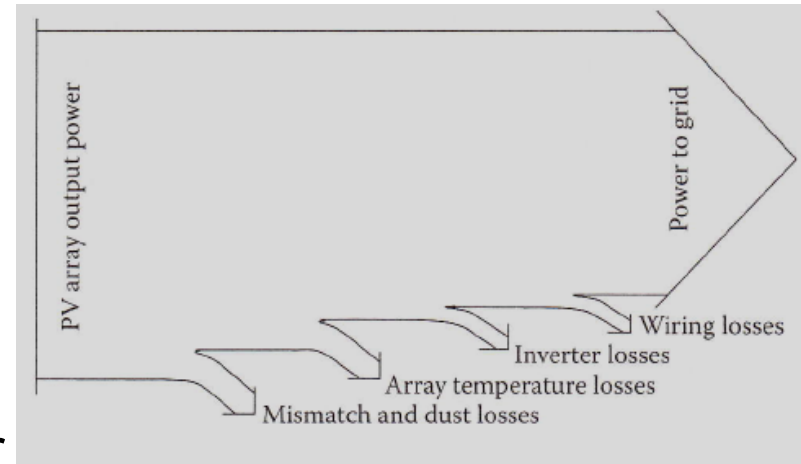 PV array output power
Power to grid
Wiring losses
Inverter losses
Array temperature losses
Mismatch and dust losses